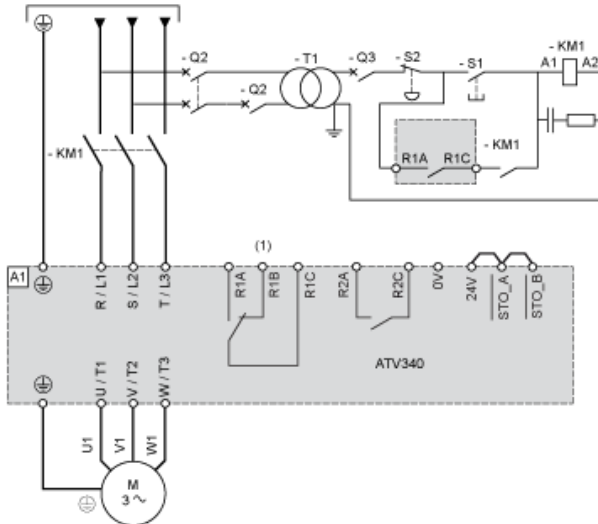 - Q2
- T1
- Q3
- S2
- S1
- KM1
A1
A2
- Q2
- KM1
R1A
R1C
- KM1
(1)
A1
R / L1
S / L2
T / L3
R1A
R1B
R1C
R2A
R2C
0V
24V
STO_A
STO_B
ATV340
U / T1
V / T2
W / T3
U1
V1
W1
M
3 ~